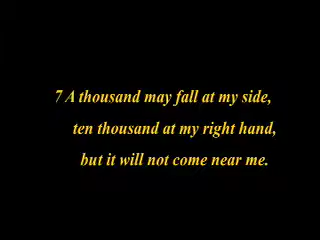 7 A thousand may fall at my side,
ten thousand at my right hand,
but it will not come near me.